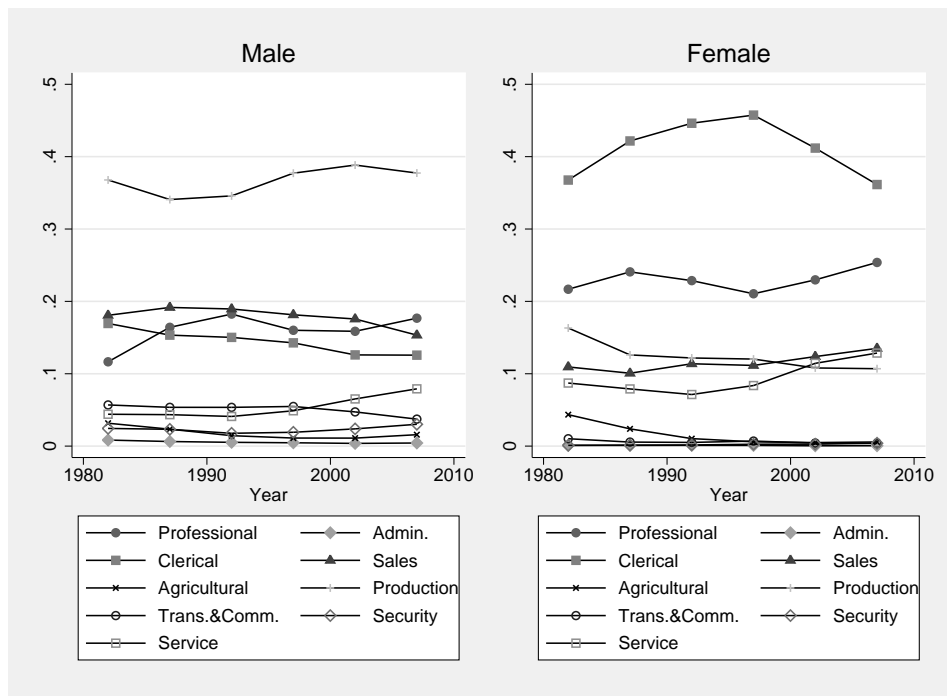 Male
.5
.4
.3
.2
.1
0
1980 1990 2000 2010
Year
Professional Admin.
Clerical Sales
Agricultural Production
Trans.&Comm. Security
Service
Female
.5
.4
.3
.2
.1
0
1980 1990 2000 2010
Year
Professional Admin.
Clerical Sales
Agricultural Production
Trans.&Comm. Security
Service